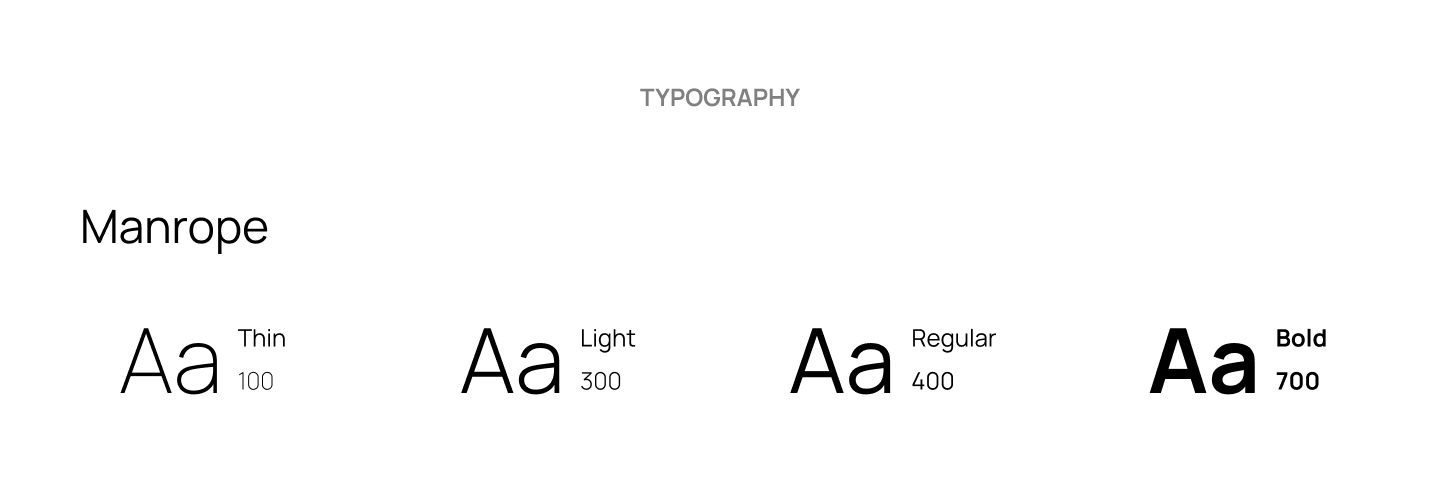 TYPOGRAPHY
Manrope
Aa Thin 100
Aa Light 300
Aa Regular 400
Aa Bold 700